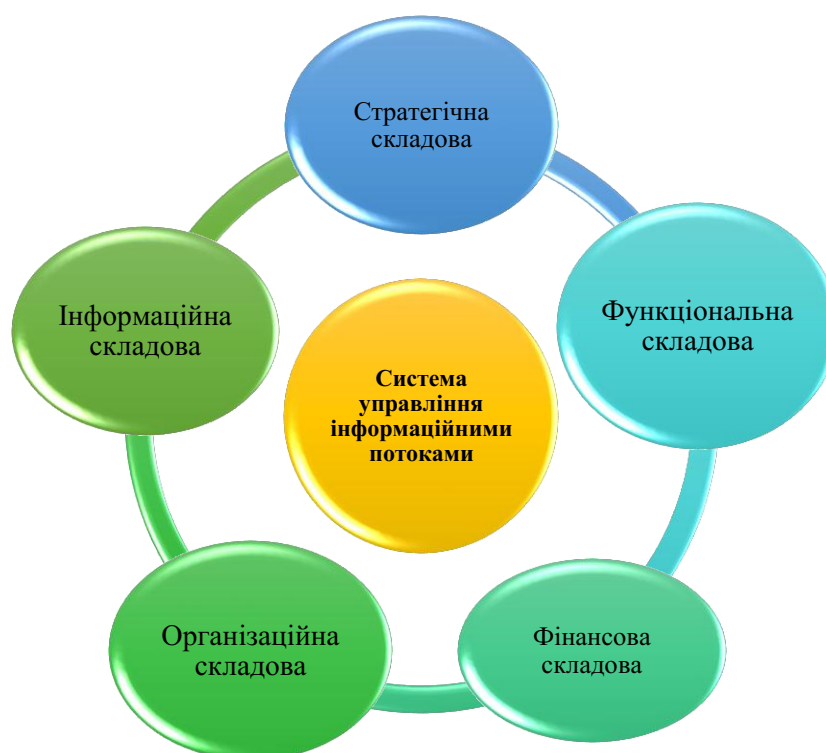 Стратегічна
складова
Функціональна
складова
Фінансова
складова
Організаційна
складова
Інформаційна
складова
Система
управління
інформаційними
потоками